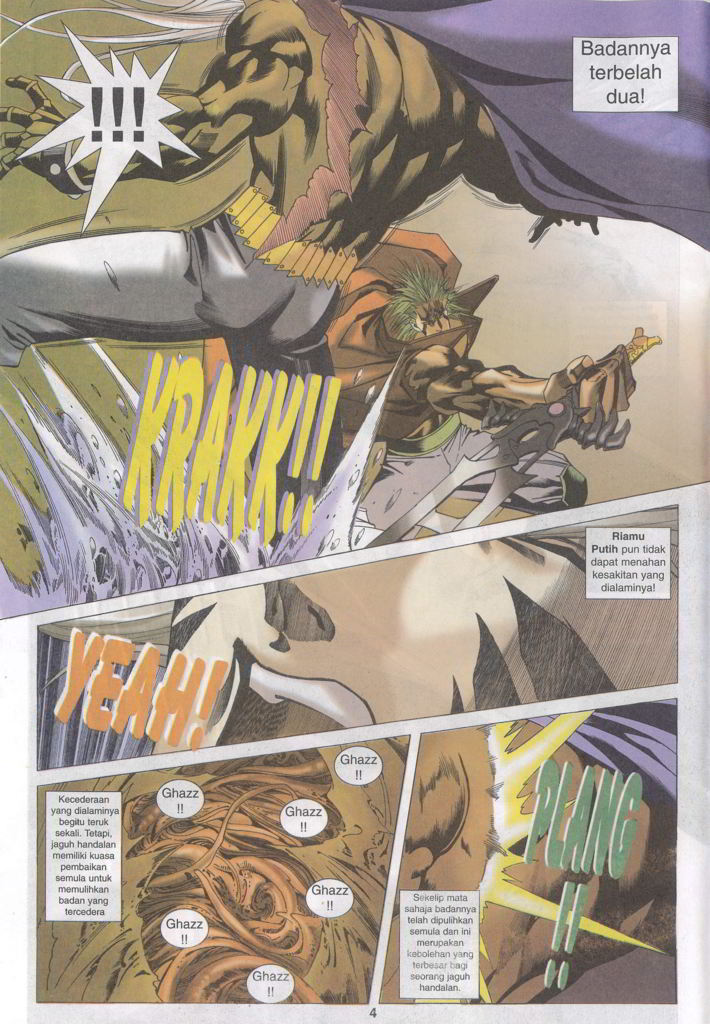 Badannya
terbelah
dua!
!!!
KRAKK!!
Riamu
Putih pun tidak
dapat menahan
kesakitan yang
dialaminya!
YEAH!
Kecederaan
yang dialaminya
begitu teruk
sekali. Tetapi,
jaguh handalan
memiliki kuasa
pembaikan
semula untuk
memulihkan
badan yang
tercedera
Ghazz
!!
Ghazz
!!
Ghazz
!!
Ghazz
!!
Ghazz
!!
Ghazz
!!
PLANG
!!
Sekelip mata
sahaja badannya
telah dipulihkan
semula dan ini
merupakan
kebolehan yang
terbesar bagi
seorang jaguh
handalan.
4